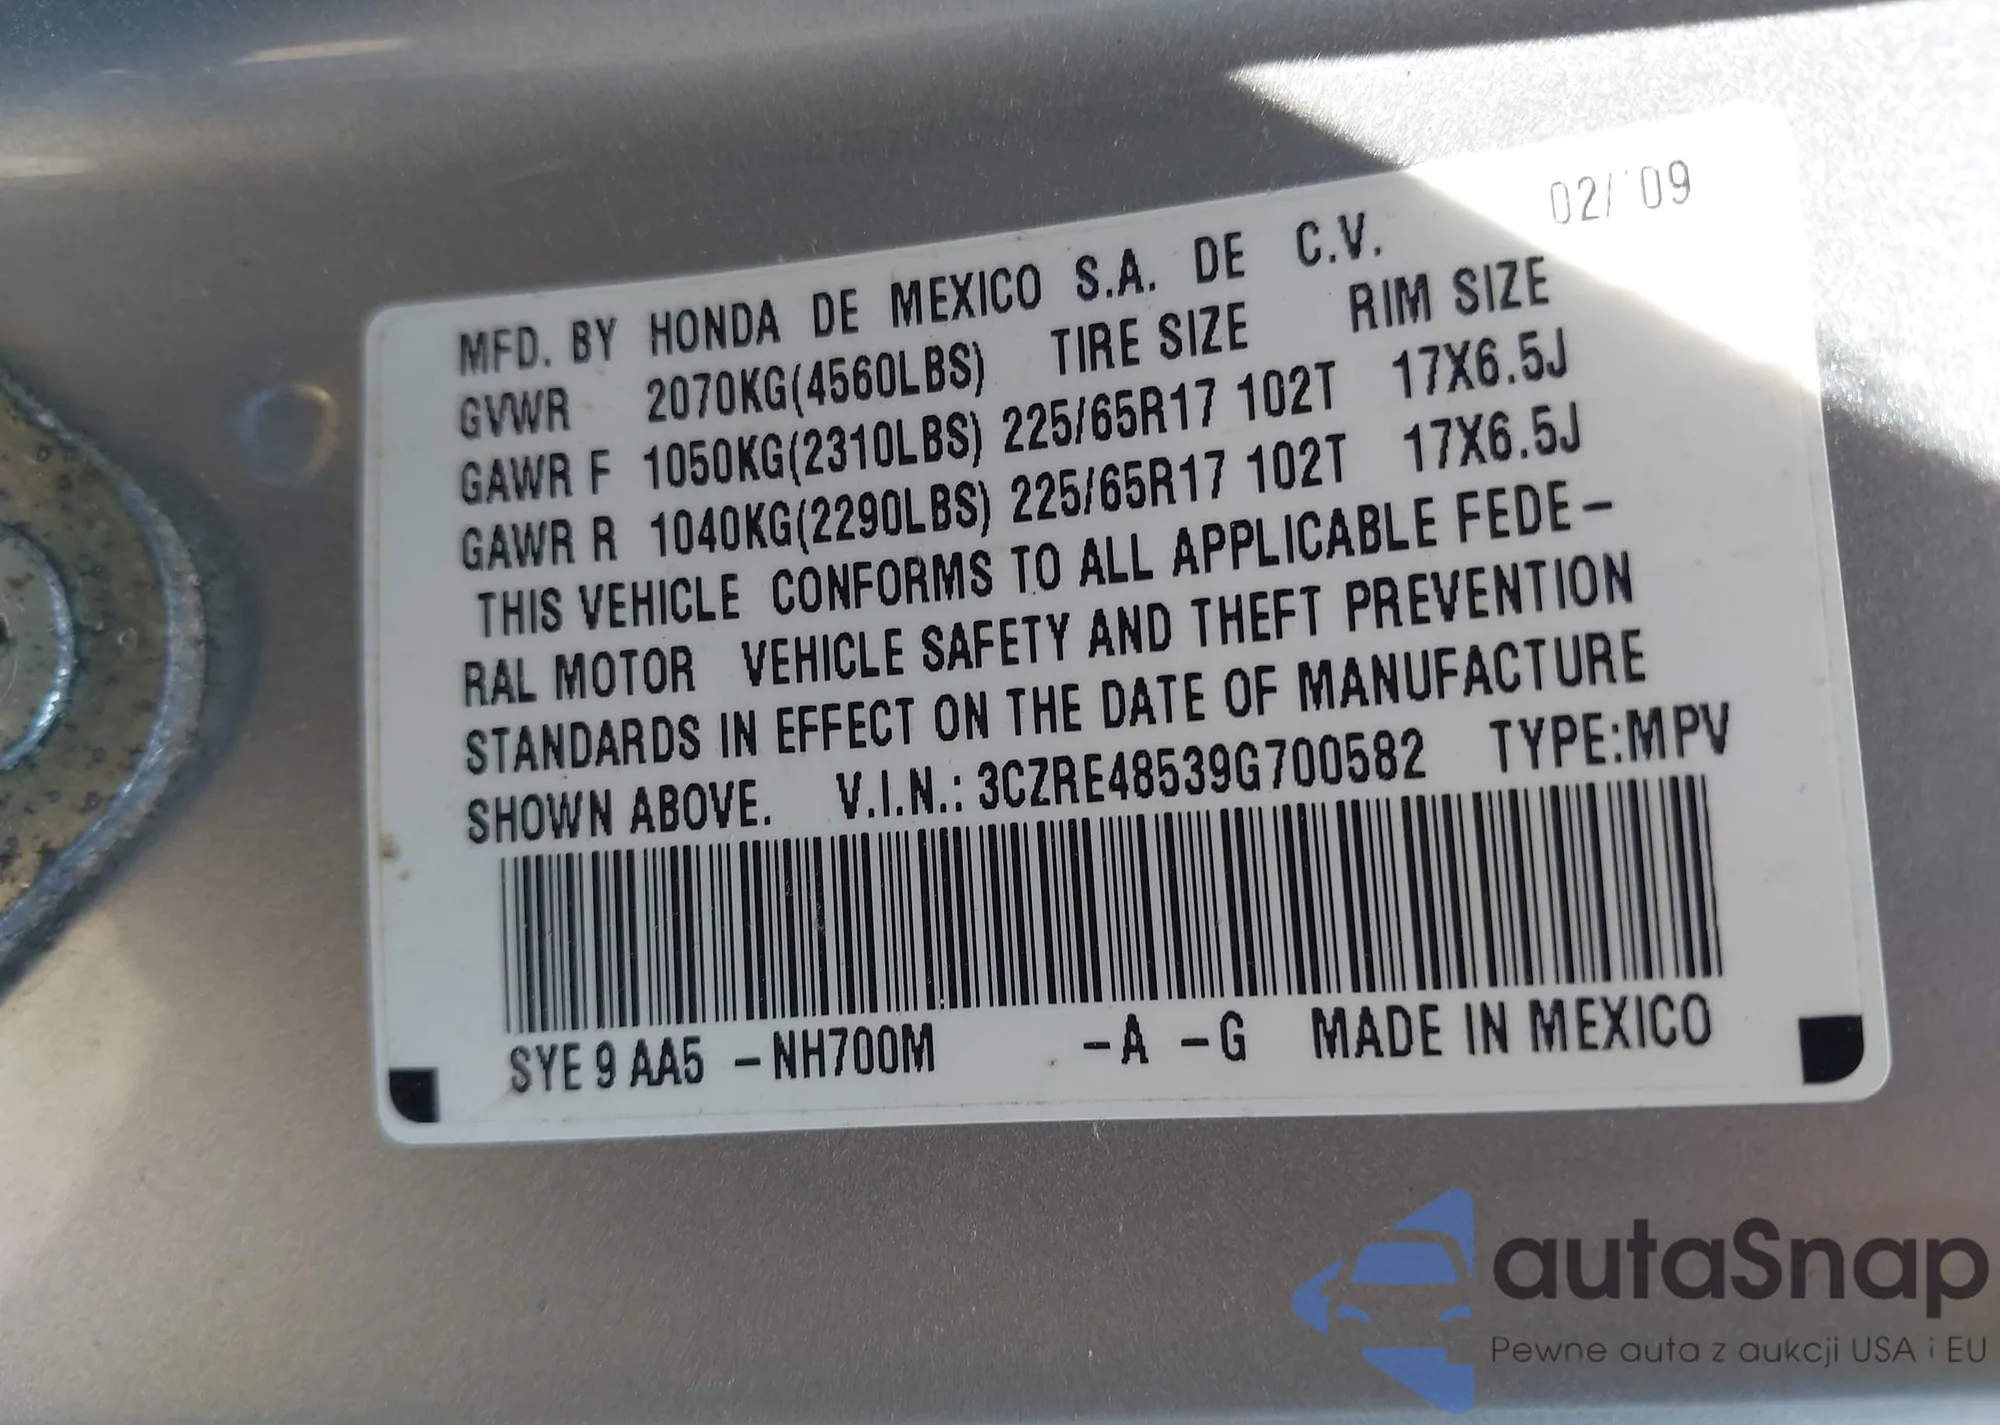 02/'09
MFD. BY HONDA DE MEXICO S.A. DE C.V.
GVWR 2070KG(4560LBS) TIRE SIZE RIM SIZE
GAWR F 1050KG(2310LBS) 225/65R17 102T 17X6.5J
GAWR R 1040KG(2290LBS) 225/65R17 102T 17X6.5J
THIS VEHICLE CONFORMS TO ALL APPLICABLE FEDE-
RAL MOTOR VEHICLE SAFETY AND THEFT PREVENTION
STANDARDS IN EFFECT ON THE DATE OF MANUFACTURE
SHOWN ABOVE. V.I.N.: 3CZRE48539G700582 TYPE:MPV
SYE 9 AA5 -NH700M -A -G MADE IN MEXICO
autaSnap
Pewne auta z aukcji USA i EU